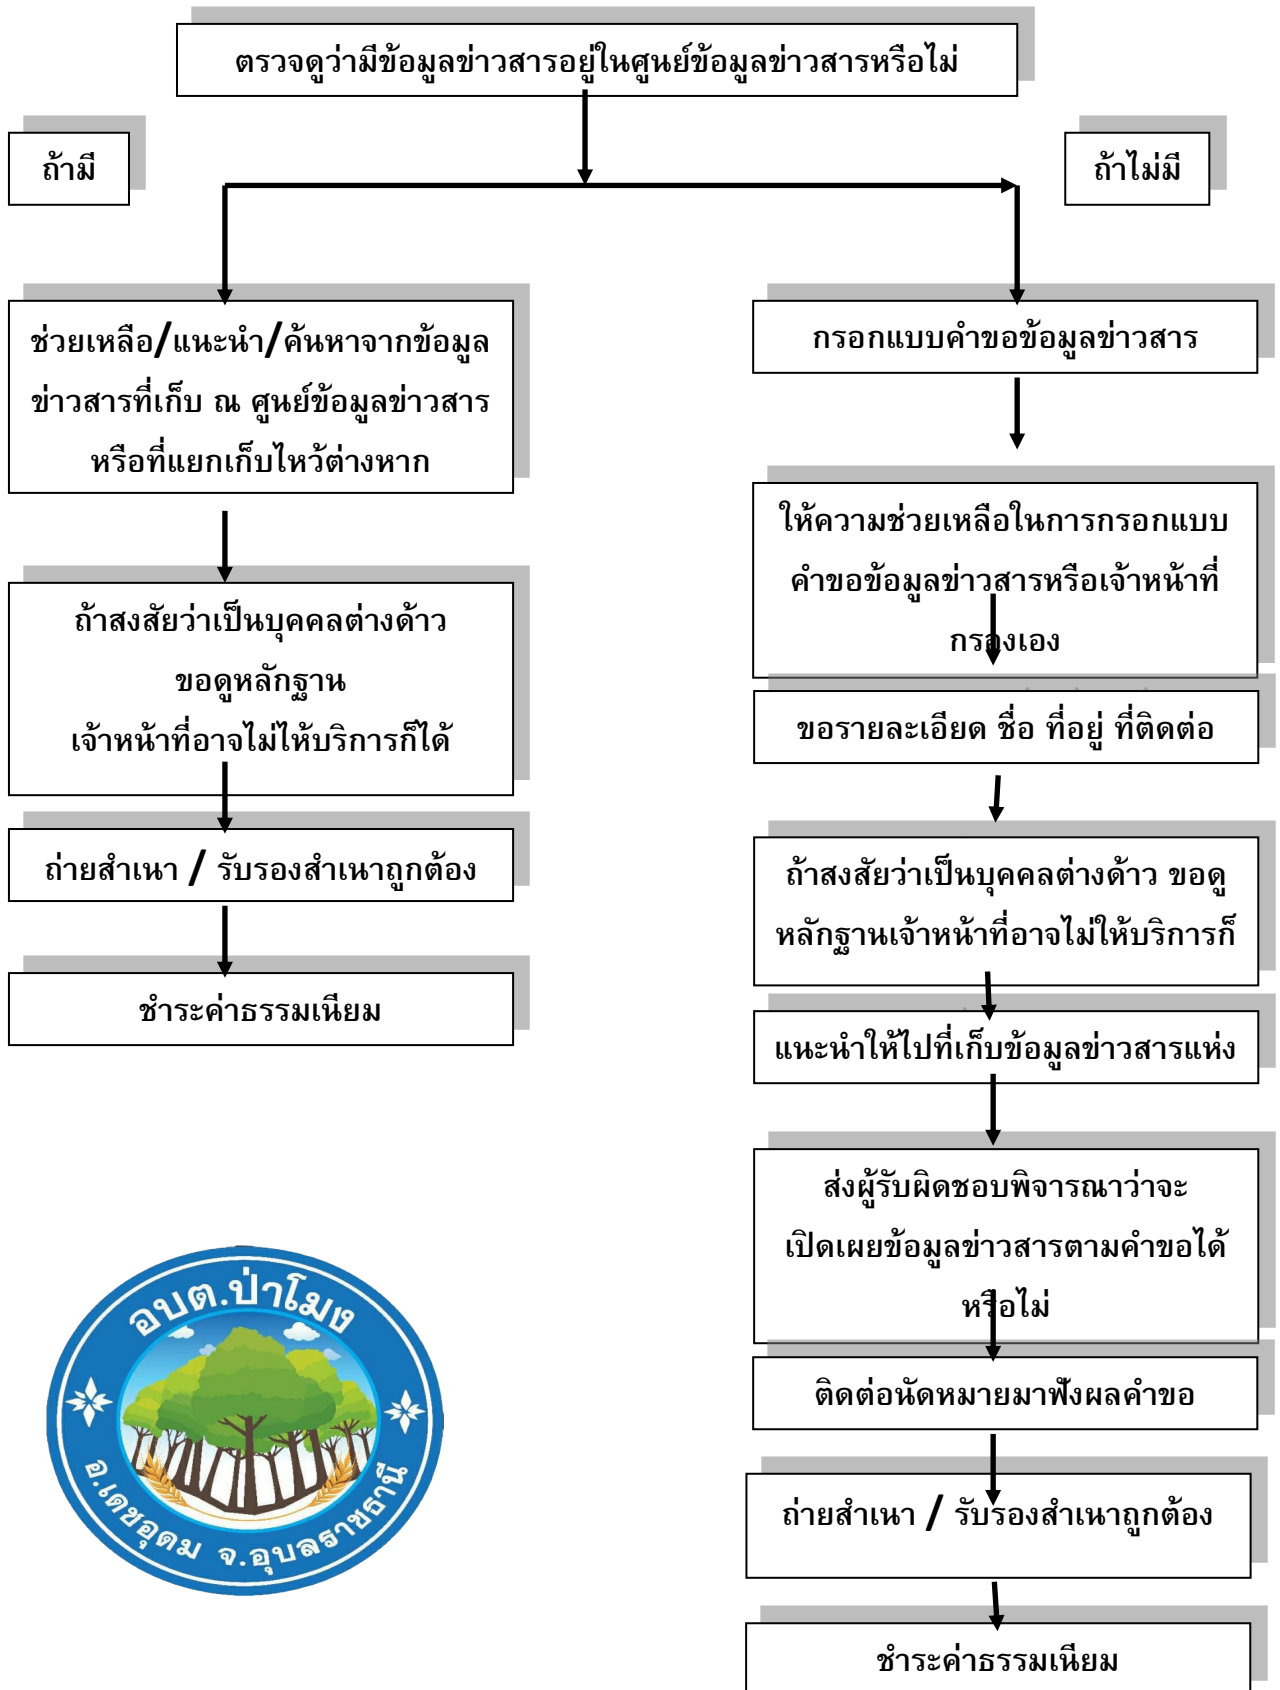 ตรวจดูว่ามีข้อมูลข่าวสารอยู่ในศูนย์ข้อมูลข่าวสารหรือไม่
ถ้ามี
ถ้าไม่มี
ช่วยเหลือ/แนะนำ/ค้นหาจากข้อมูล
ข่าวสารที่เก็บ ณ ศูนย์ข้อมูลข่าวสาร
หรือที่แยกเก็บไหว้ต่างหาก
ถ้าสงสัยว่าเป็นบุคคลต่างด้าว
ขอดูหลักฐาน
เจ้าหน้าที่อาจไม่ไห้บริการก็ได้
ถ่ายสำเนา / รับรองสำเนาถูกต้อง
ชำระค่าธรรมเนียม
กรอกแบบคำขอข้อมูลข่าวสาร
ให้ความช่วยเหลือในการกรอกแบบ
คำขอข้อมูลข่าวสารหรือเจ้าหน้าที่
กรองเอง
ขอรายละเอียด ชื่อ ที่อยู่ ที่ติดต่อ
ถ้าสงสัยว่าเป็นบุคคลต่างด้าว ขอดู
หลักฐานเจ้าหน้าที่อาจไม่ให้บริการก็
แนะนำให้ไปที่เก็บข้อมูลข่าวสารแห่ง
ส่งผู้รับผิดชอบพิจารณาว่าจะ
เปิดเผยข้อมูลข่าวสารตามคำขอได้
หรือไม่
ติดต่อนัดหมายมาฟังผลคำขอ
ถ่ายสำเนา / รับรองสำเนาถูกต้อง
ชำระค่าธรรมเนียม
อบต.ป่าโมง
อ.เดชอุดม จ.อุบลราชธานี